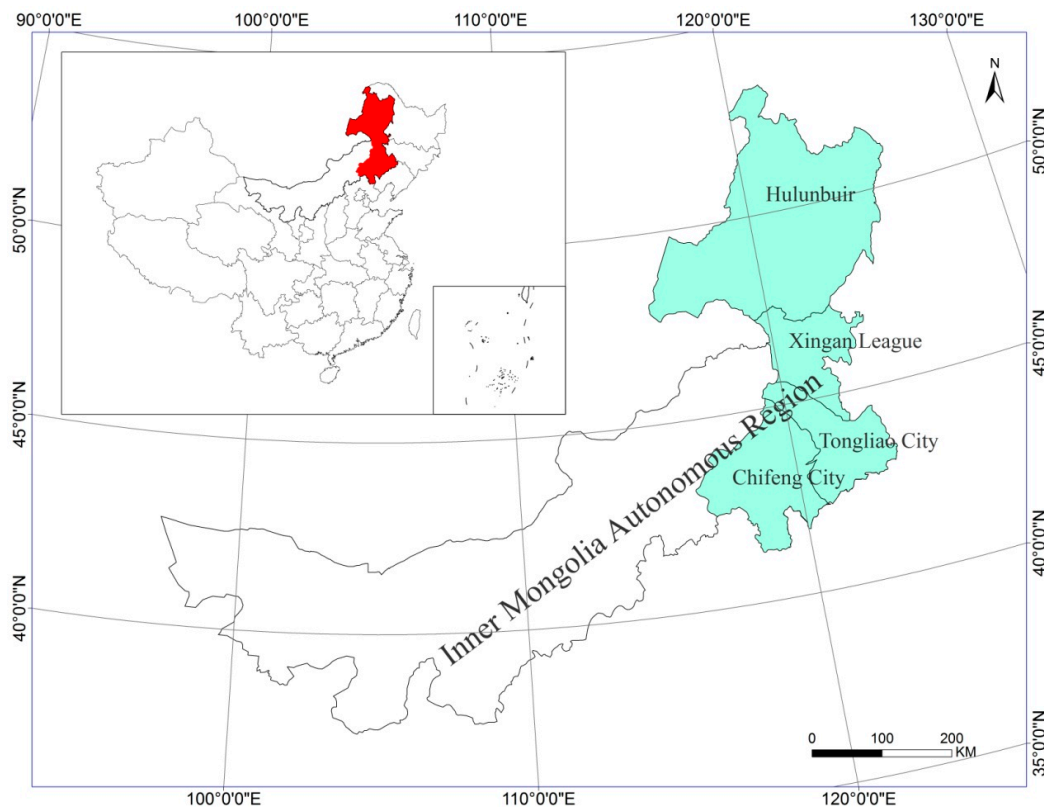 90°0'0"E
100°0'0"E
110°0'0"E
120°0'0"E
130°0'0"E
N
50°0'0"N
Hulunbuir
50°0'0"N
Xingan League
45°0'0"N
45°0'0"N
Tongliao City
Chifeng City
Inner Mongolia Autonomous Region
40°0'0"N
40°0'0"N
0 100 200
KM
35°0'0"N
100°0'0"E
110°0'0"E
120°0'0"E